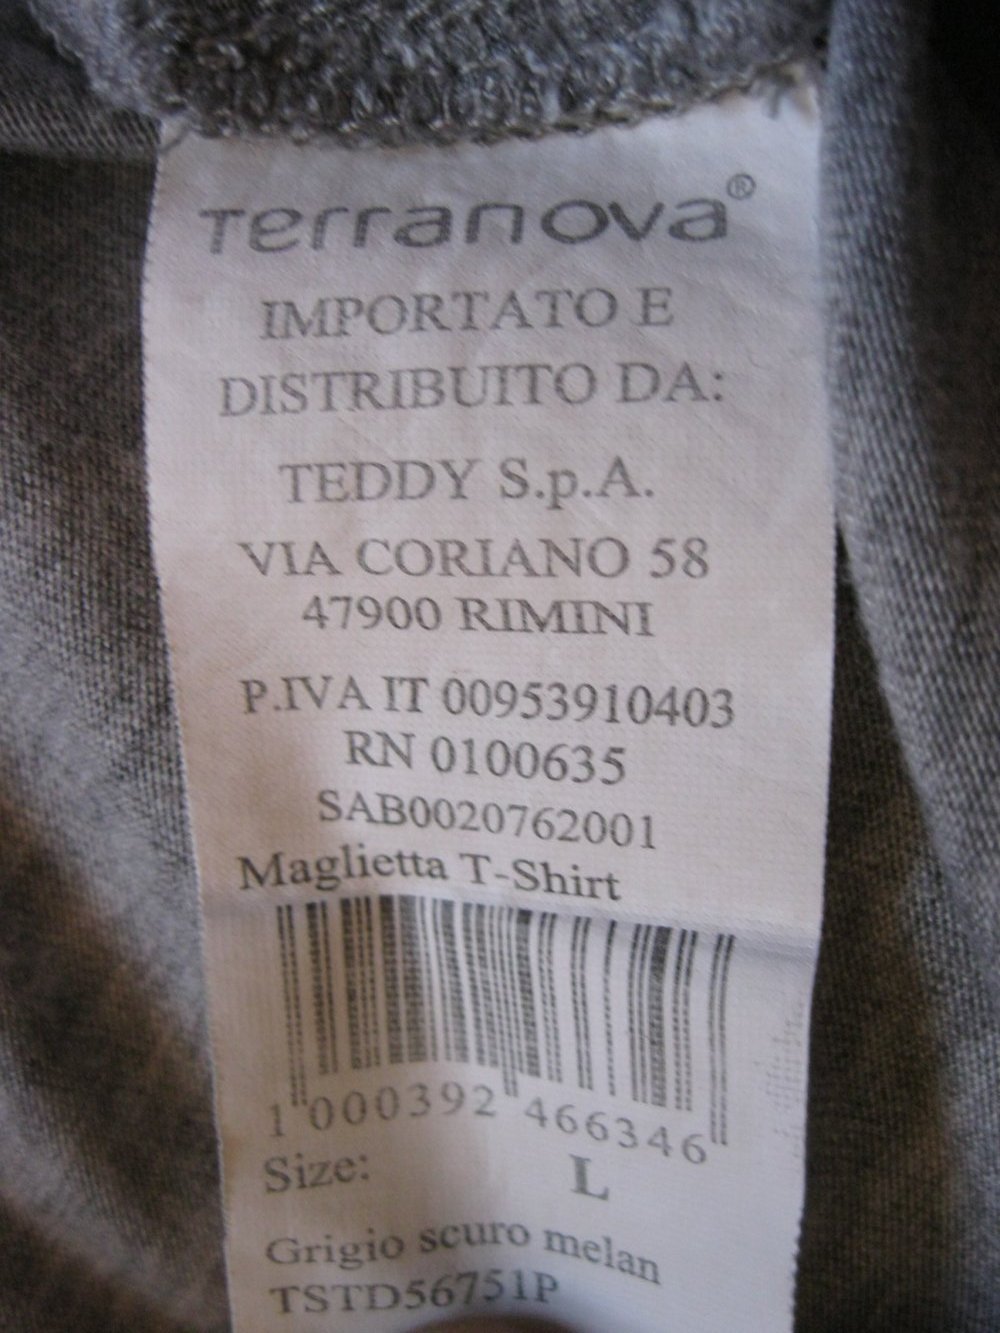 Terranova®
IMPORTATO E
DISTRIBUITO DA:
TEDDY S.p.A.
VIA CORIANO 58
47900 RIMINI
P.IVA IT 00953910403
RN 0100635
SAB0020762001
Maglietta T-Shirt
1 000392 466346
Size: L
Grigio scuro melan
TSTD56751P